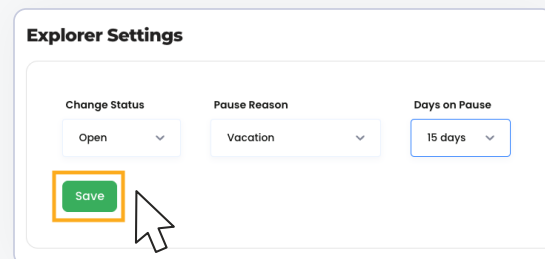 Explorer Settings
Change Status Pause Reason Days on Pause
Open Vacation 15 days
Save